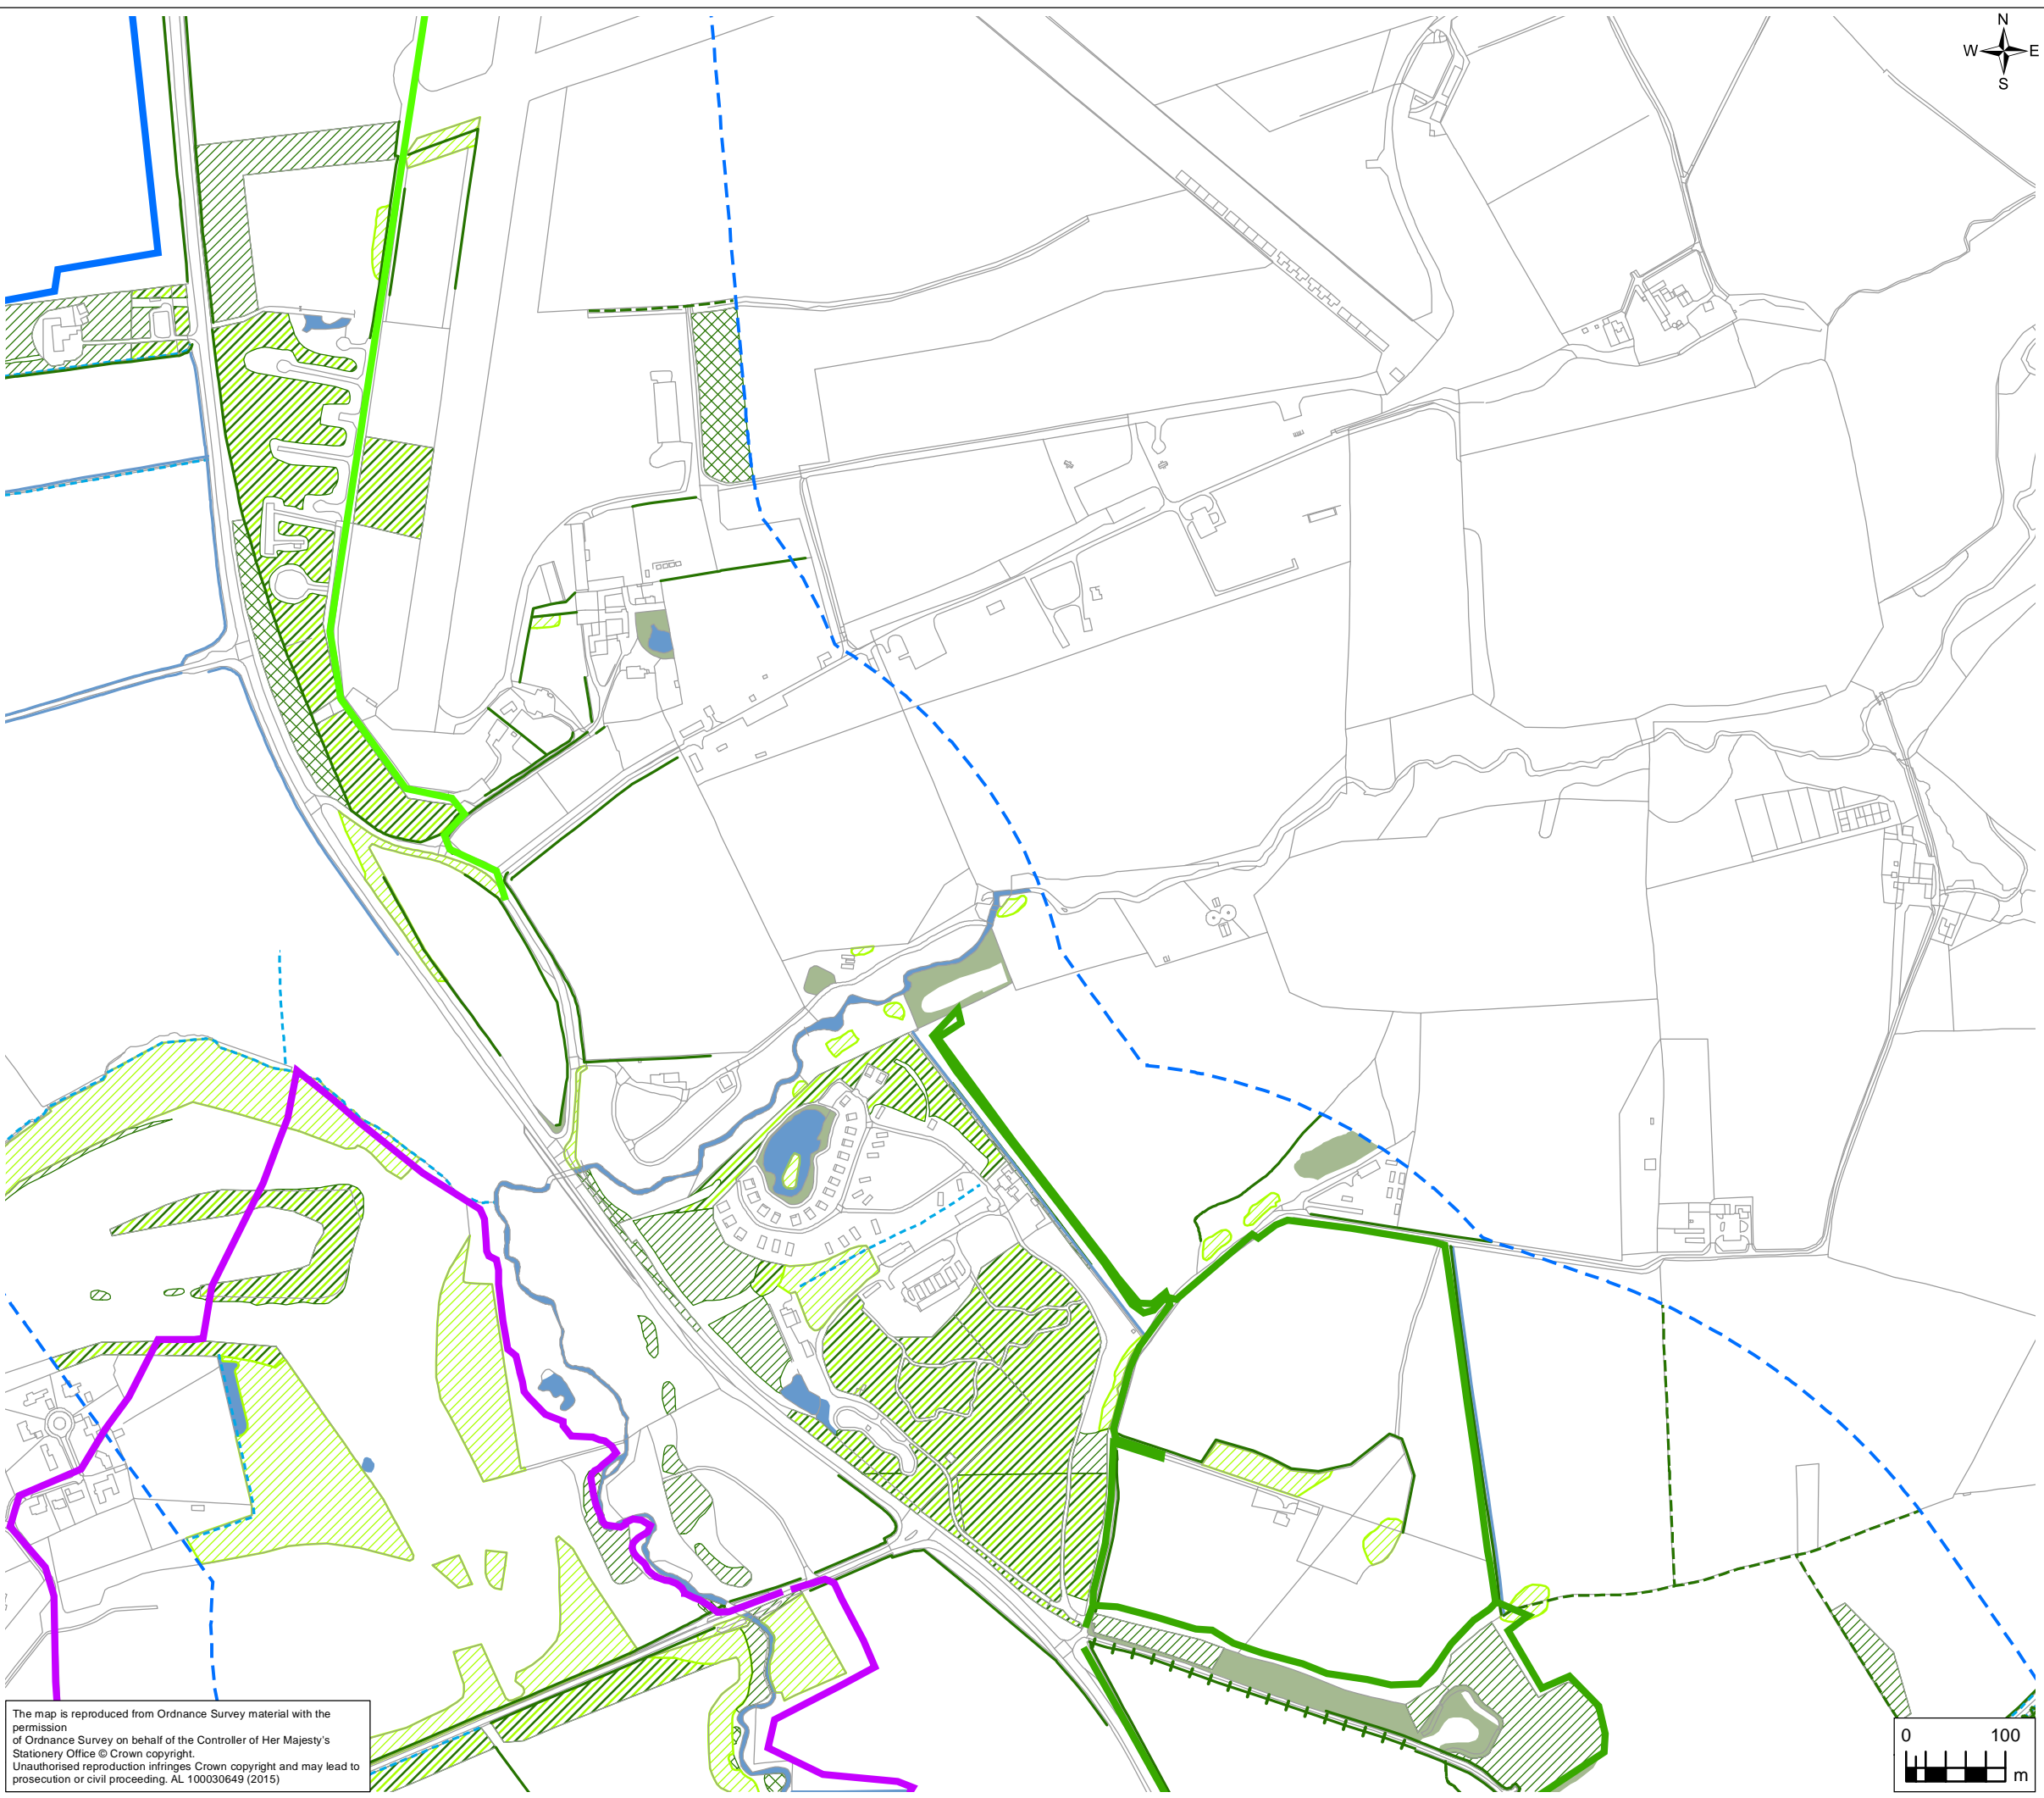 N
W E
S
The map is reproduced from Ordnance Survey material with the
permission
of Ordnance Survey on behalf of the Controller of Her Majesty's
Stationery Office © Crown copyright.
Unauthorised reproduction infringes Crown copyright and may lead to
prosecution or civil proceeding. AL 100030649 (2015)
0 100
m